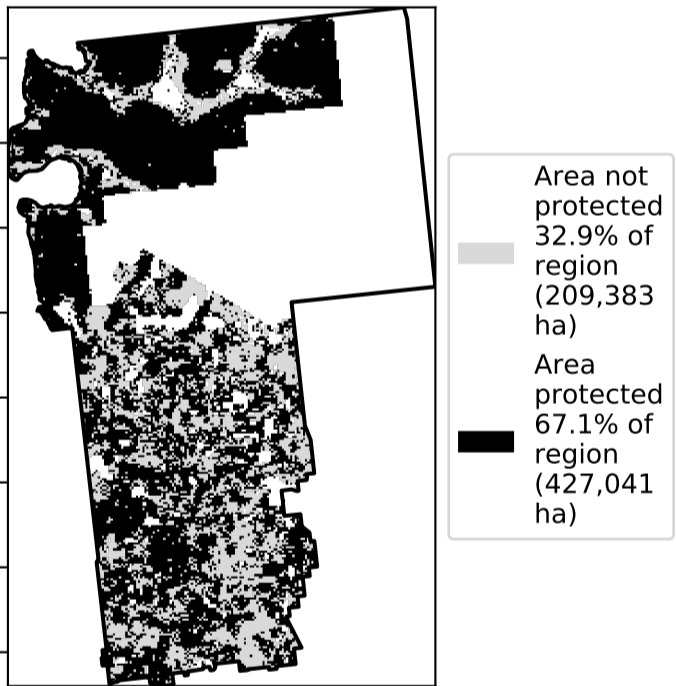 Area not
protected
32.9% of
region
(209,383
ha)
Area
protected
67.1% of
region
(427,041
ha)